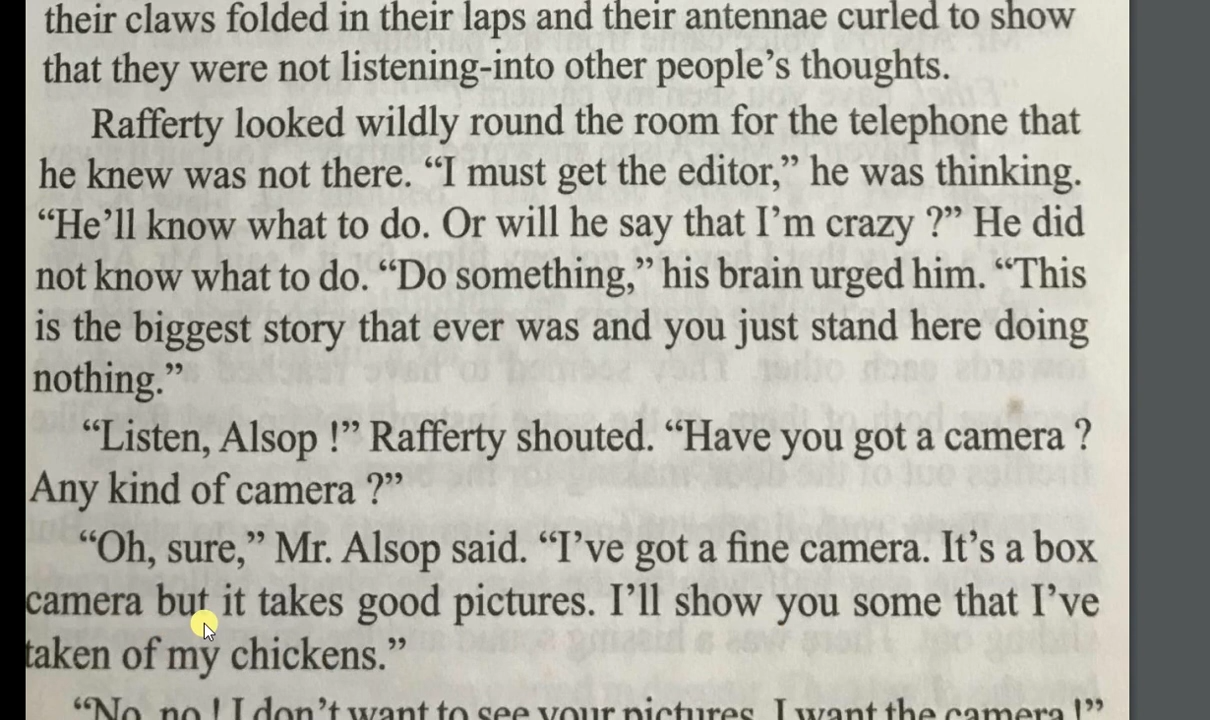 their claws folded in their laps and their antennae curled to show
that they were not listening-into other people’s thoughts.
Rafferty looked wildly round the room for the telephone that
he knew was not there. “I must get the editor,” he was thinking.
“He’ll know what to do. Or will he say that I’m crazy ?” He did
not know what to do. “Do something,” his brain urged him. “This
is the biggest story that ever was and you just stand here doing
nothing.”
“Listen, Alsop !” Rafferty shouted. “Have you got a camera ?
Any kind of camera ?”
“Oh, sure,” Mr. Alsop said. “I’ve got a fine camera. It’s a box
camera but it takes good pictures. I’ll show you some that I’ve
taken of my chickens.”
“No, no ! I don’t want to see your pictures. I want the camera !”